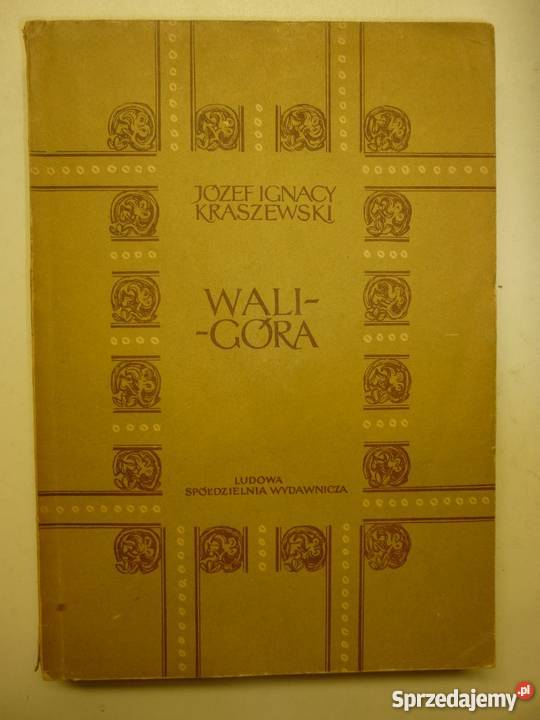 JÓZEF IGNACY
KRASZEWSKI
WALI-
-GÓRA
LUDOWA
SPÓŁDZIELNIA WYDAWNICZA
Sprzedajemy.pl